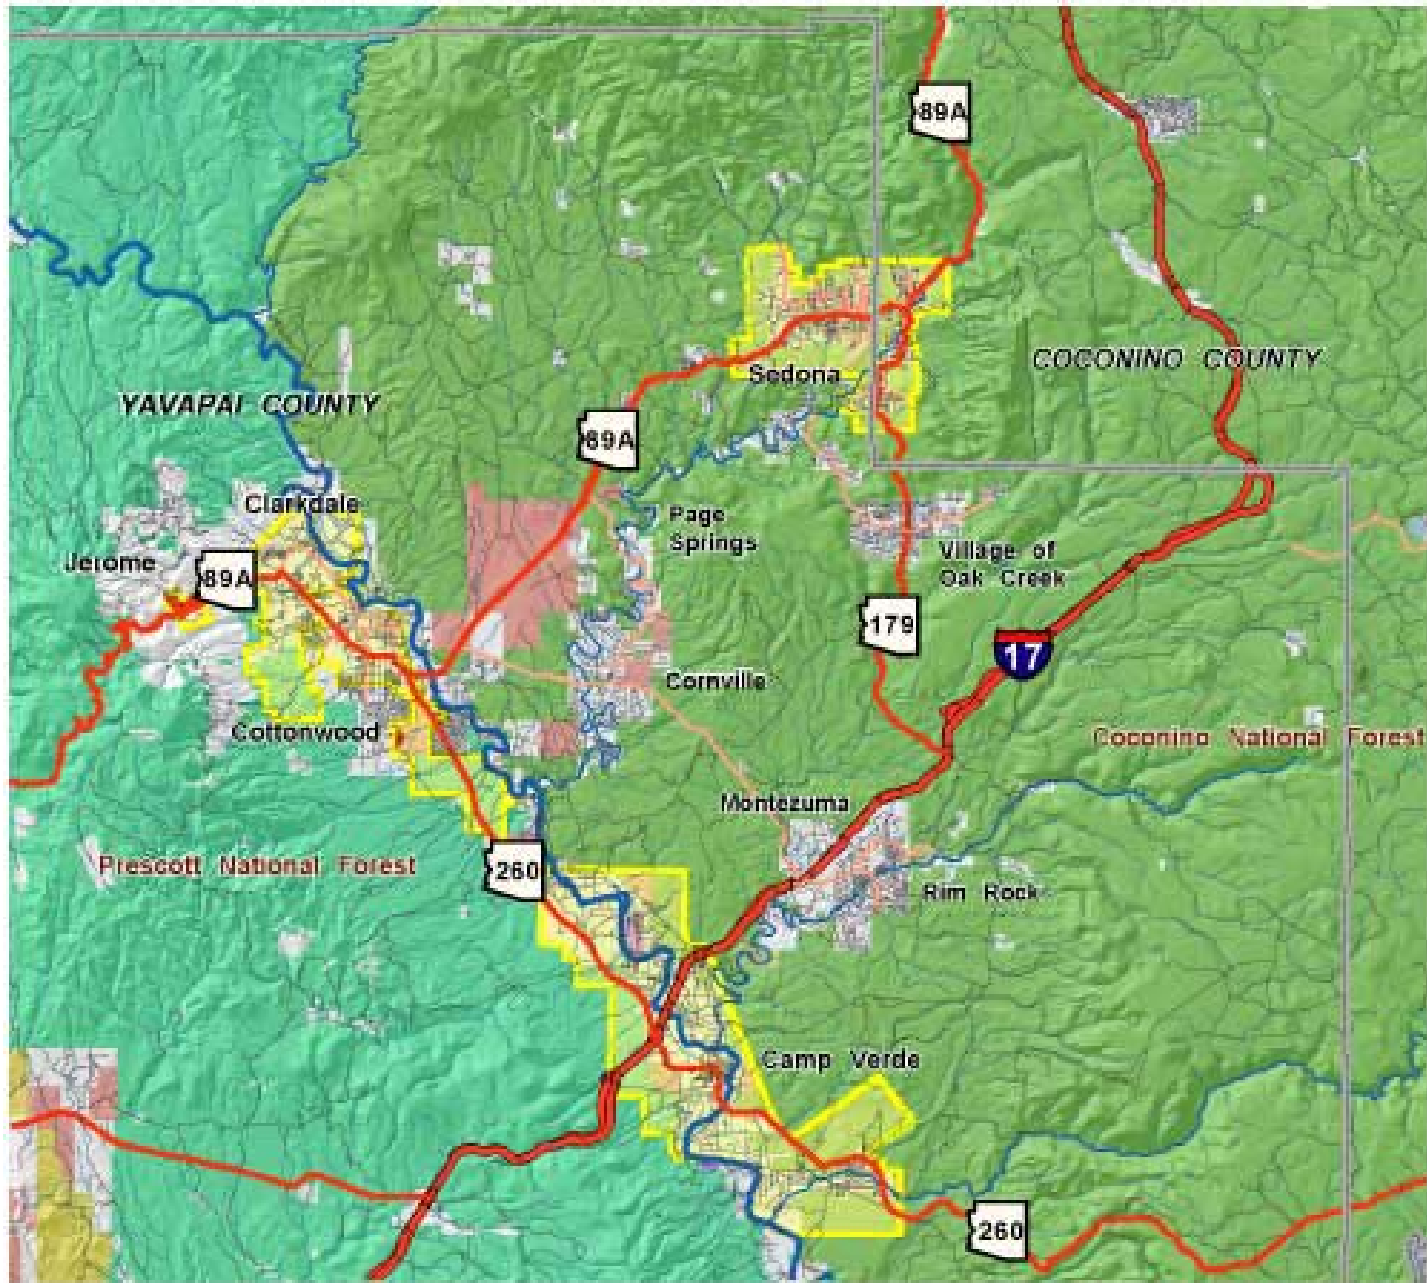 89A
COCONINO COUNTY
Sedona
YAVAPAI COUNTY
89A
Clarkdale
Page
Springs
Village of
Oak Creek
Jerome
89A
179
17
Cornville
Cottonwood
Coconino National Forest
Montezuma
Prescott National Forest
260
Rim Rock
Camp Verde
260